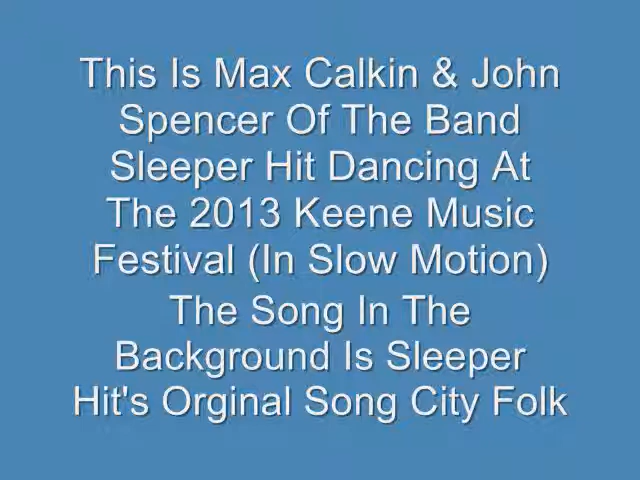 This Is Max Calkin & John
Spencer Of The Band
Sleeper Hit Dancing At
The 2013 Keene Music
Festival (In Slow Motion)
The Song In The
Background Is Sleeper
Hit's Orginal Song City Folk